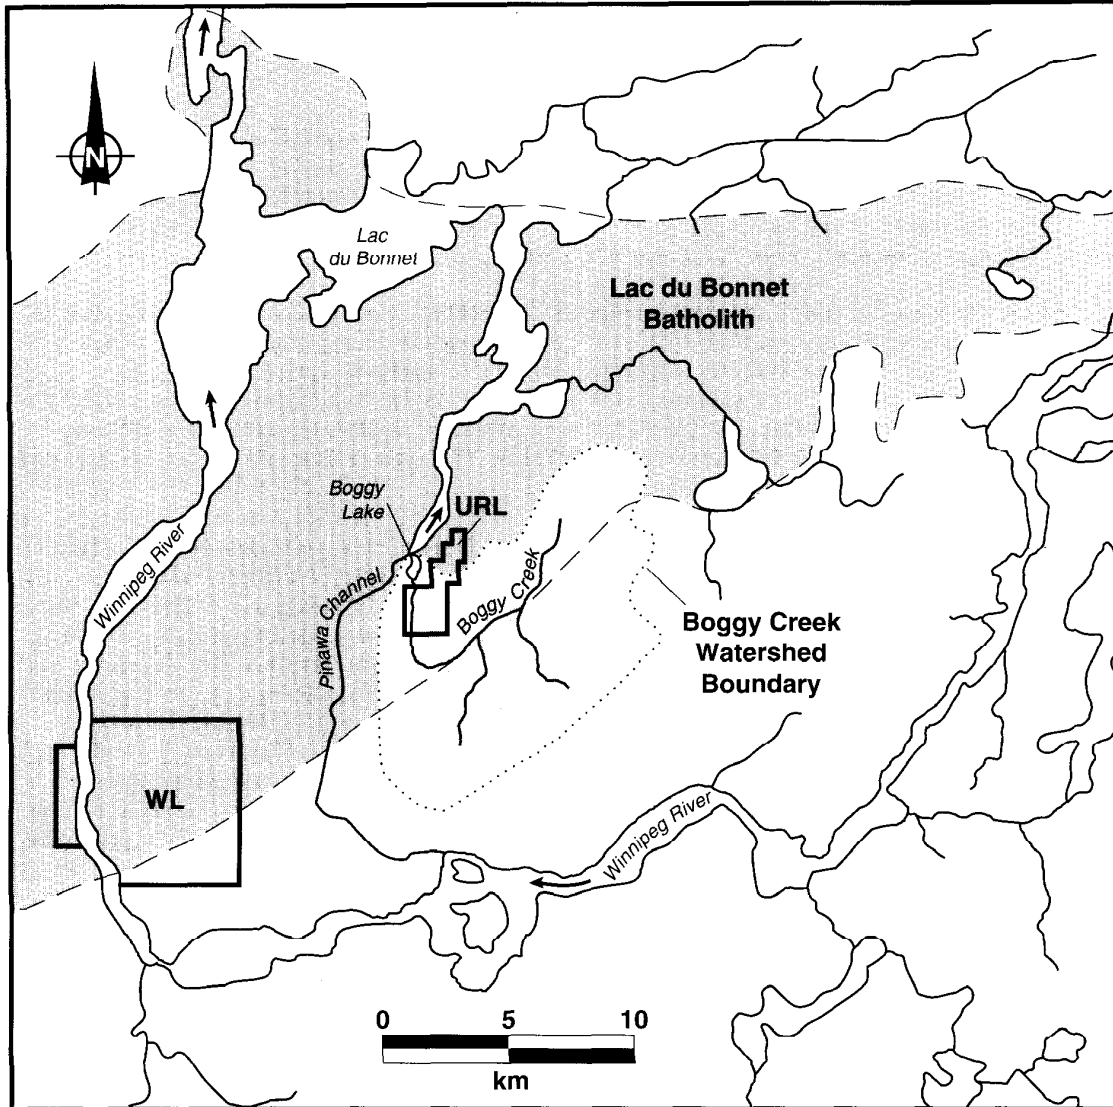 N
Lac
du Bonnet
Lac du Bonnet
Batholith
Boggy
Lake
URL
Winnipeg River
Pinawa Channel
Boggy Creek
Boggy Creek
Watershed
Boundary
WL
Winnipeg River
0 5 10
km